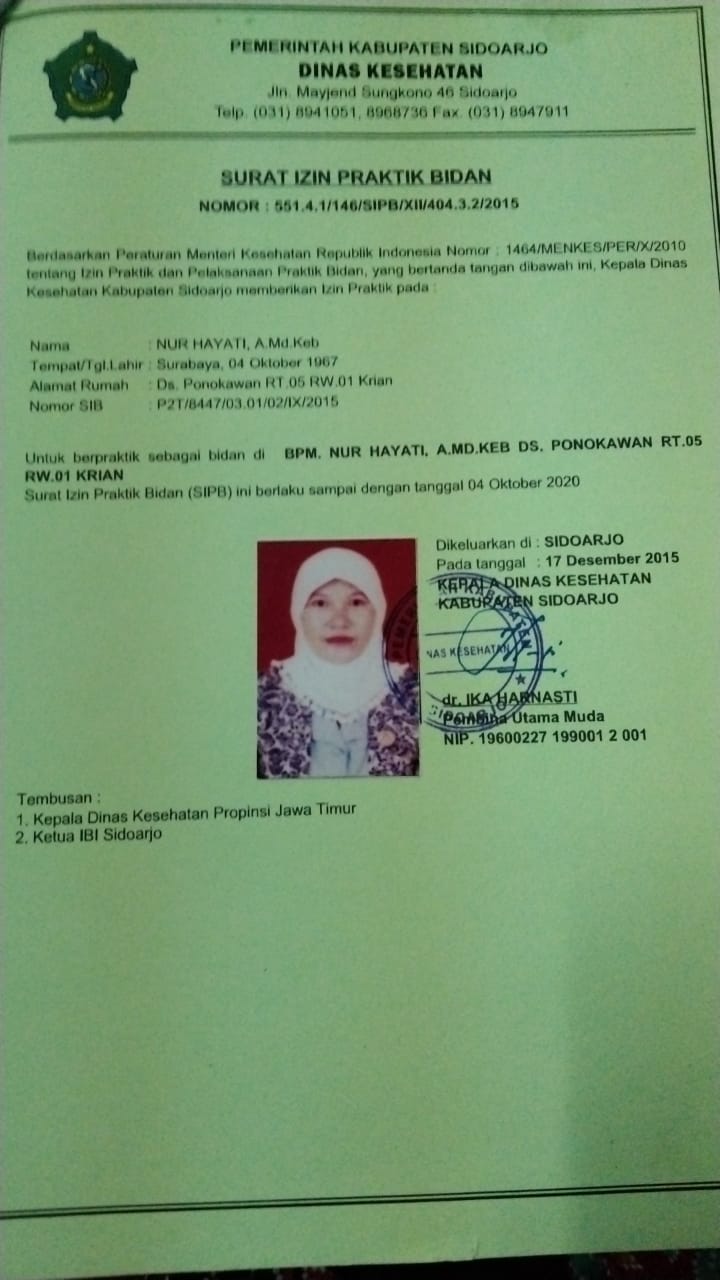 PEMERINTAH KABUPATEN SIDOARJO
DINAS KESEHATAN
Jln. Mayjend Sungkono 46 Sidoarjo
Telp. (031) 8941051, 8968736 Fax. (031) 8947911
SURAT IZIN PRAKTIK BIDAN
NOMOR : 551.4.1/146/SIPB/XII/404.3.2/2015
Berdasarkan Peraturan Menteri Kesehatan Republik Indonesia Nomor : 1464/MENKES/PER/X/2010
tentang Izin Praktik dan Pelaksanaan Praktik Bidan, yang bertanda tangan dibawah ini, Kepala Dinas
Kesehatan Kabupaten Sidoarjo memberikan Izin Praktik pada :
Nama : NUR HAYATI, A.Md.Keb
Tempat/Tgl.Lahir : Surabaya, 04 Oktober 1967
Alamat Rumah : Ds. Ponokawan RT.05 RW.01 Krian
Nomor SIB : P2T/8447/03.01/02/IX/2015
Untuk berpraktik sebagai bidan di BPM. NUR HAYATI, A.MD.KEB DS. PONOKAWAN RT.05
RW.01 KRIAN
Surat Izin Praktik Bidan (SIPB) ini berlaku sampai dengan tanggal 04 Oktober 2020
Dikeluarkan di : SIDOARJO
Pada tanggal : 17 Desember 2015
KEPALA DINAS KESEHATAN
KABUPATEN SIDOARJO
NAS KESEHATAN
SIDOARJO
dr. IKA HARNASTI
Pembina Utama Muda
NIP. 19600227 199001 2 001
Tembusan :
1. Kepala Dinas Kesehatan Propinsi Jawa Timur
2. Ketua IBI Sidoarjo